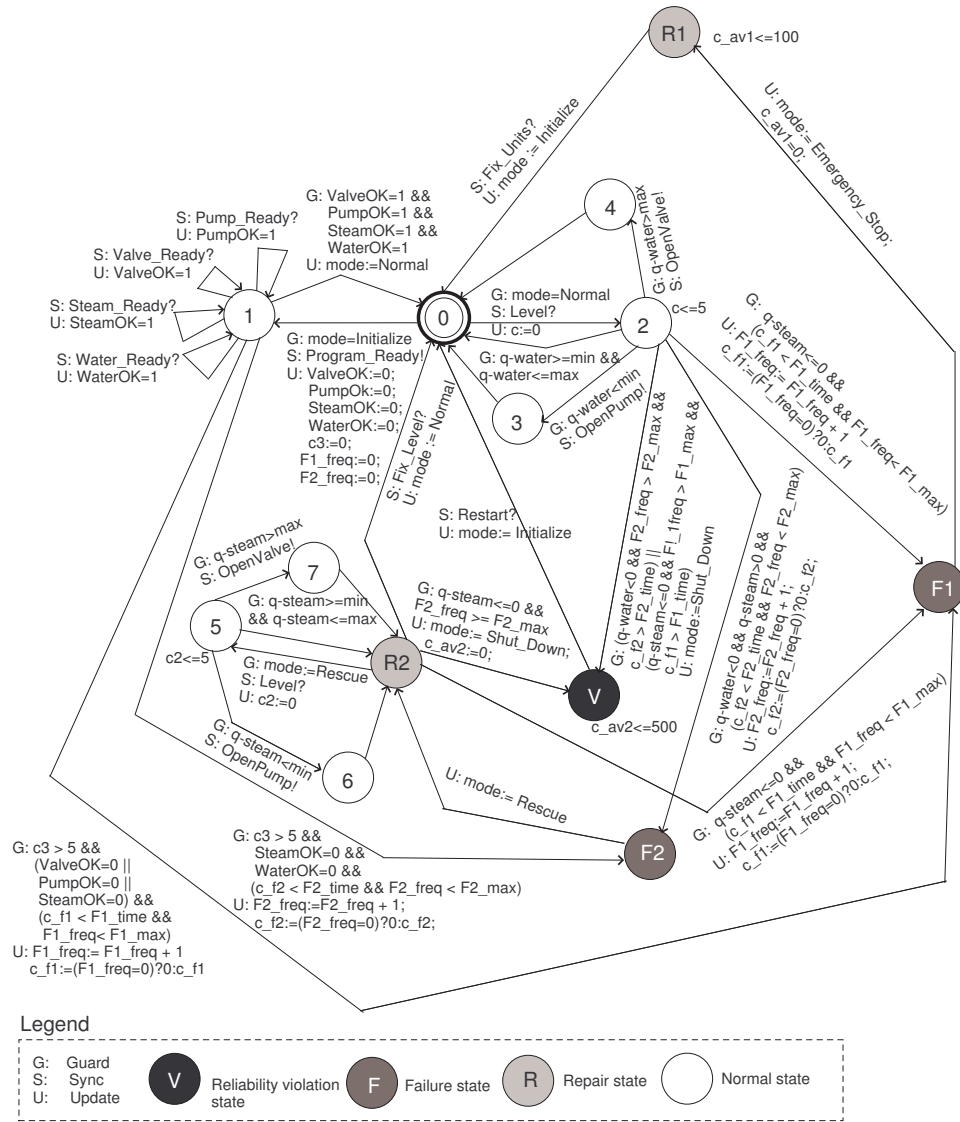 R1
c_av1<=100
U: mode:= Emergency_Stop;
c_av1=0;
S: Fix_Units?
U: mode := Initialize
4
G: q-water>max
S: OpenValve!
G: ValveOK=1 &&
PumpOK=1 &&
SteamOK=1 &&
WaterOK=1
U: mode:=Normal
S: Pump_Ready?
U: PumpOK=1
S: Valve_Ready?
U: ValveOK=1
S: Steam_Ready?
U: SteamOK=1
S: Water_Ready?
U: WaterOK=1
1
0
G: mode=Normal
S: Level?
U: c:=0
2
c<=5
G: q-water>=min &&
q-water<=max
3
G: q-water<min
S: OpenPump!
G: mode=Initialize
S: Program_Ready!
U: ValveOK:=0;
PumpOk:=0;
SteamOK:=0;
WaterOK:=0;
c3:=0;
F1_freq:=0;
F2_freq:=0;
S: Fix_Level?
U: mode := Normal
S: Restart?
U: mode:= Initialize
G: q-steam<=0 &&
(c_f1 < F1_time && F1_freq< F1_max)
U: F1_freq:= F1_freq + 1
c_f1:=(F1_freq=0)?0:c_f1
G: (q-water<0 && F2_freq > F2_max &&
c_f2 > F2_time) ||
(q-steam<=0 && F1_1freq > F1_max &&
c_f1 > F1_time)
U: mode:=Shut_Down
G: q-water<0 && q-steam>0 &&
(c_f2 < F2_time && F2_freq < F2_max)
U: F2_freq:=F2_freq + 1;
c_f2:=(F2_freq=0)?0:c_f2;
F1
G: q-steam>max
S: OpenValve!
7
G: q-steam>=min
&& q-steam<=max
5
c2<=5
G: mode:=Rescue
S: Level?
U: c2:=0
R2
G: q-steam<=0 &&
F2_freq >= F2_max
U: mode:= Shut_Down;
c_av2:=0;
V
c_av2<=500
G: q-steam<min
S: OpenPump!
6
U: mode:= Rescue
F2
G: q-steam<=0 &&
(c_f1 < F1_time && F1_freq < F1_max)
U: F1_freq:=F1_freq + 1;
c_f1:=(F1_freq=0)?0:c_f1;
G: c3 > 5 &&
(ValveOK=0 ||
PumpOK=0 ||
SteamOK=0) &&
(c_f1 < F1_time &&
F1_freq< F1_max)
U: F1_freq:= F1_freq + 1
c_f1:=(F1_freq=0)?0:c_f1
G: c3 > 5 &&
SteamOK=0 &&
WaterOK=0 &&
(c_f2 < F2_time && F2_freq < F2_max)
U: F2_freq:=F2_freq + 1;
c_f2:=(F2_freq=0)?0:c_f2;
Legend
G: Guard
S: Sync
U: Update
V
Reliability violation
state
F
Failure state
R
Repair state
Normal state